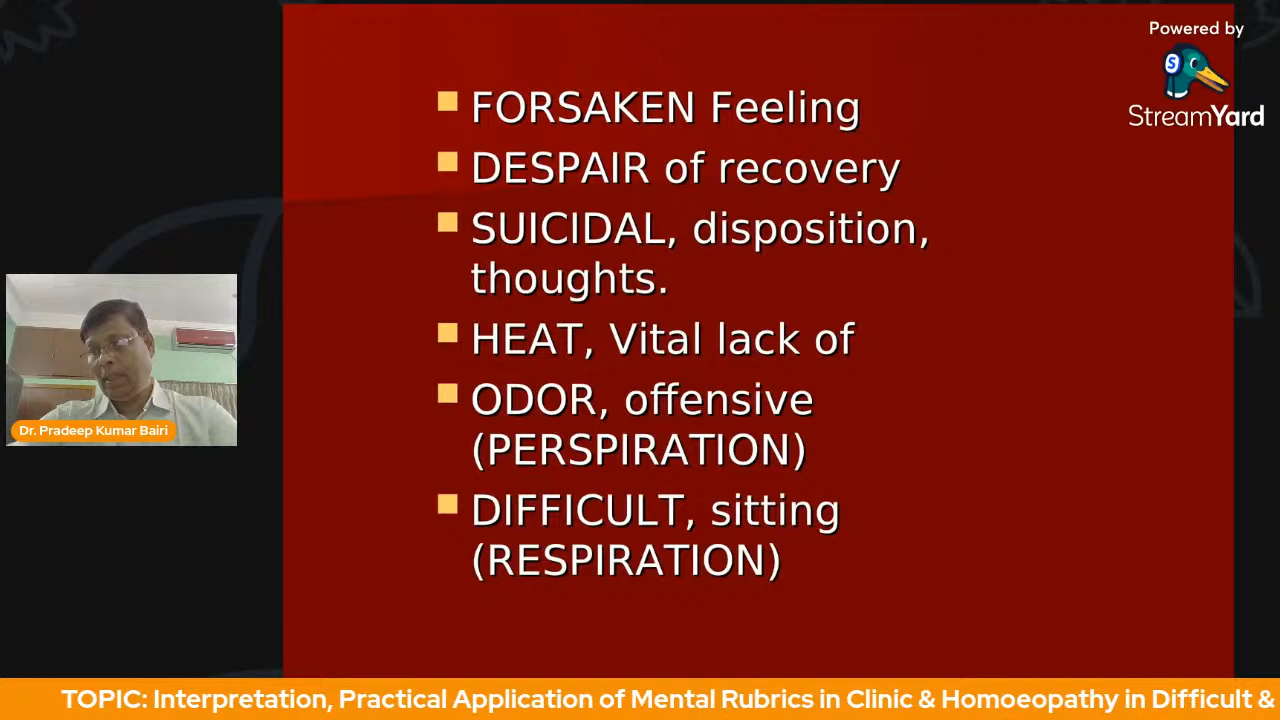 Powered by
S
StreamYard
FORSAKEN Feeling
DESPAIR of recovery
SUICIDAL, disposition,
thoughts.
HEAT, Vital lack of
ODOR, offensive
(PERSPIRATION)
DIFFICULT, sitting
(RESPIRATION)
Dr. Pradeep Kumar Bairi
TOPIC: Interpretation, Practical Application of Mental Rubrics in Clinic & Homoeopathy in Difficult &